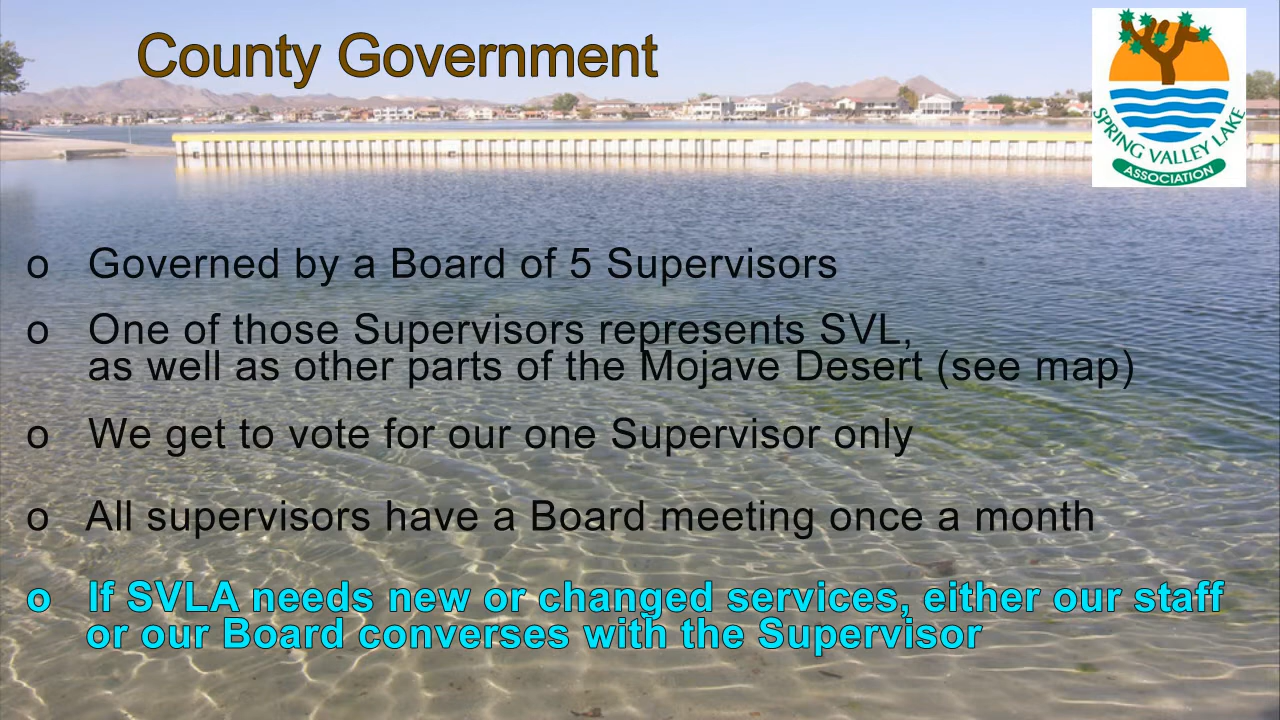 County Government
SPRING VALLEY LAKE
ASSOCIATION
o Governed by a Board of 5 Supervisors
o One of those Supervisors represents SVL,
as well as other parts of the Mojave Desert (see map)
o We get to vote for our one Supervisor only
o All supervisors have a Board meeting once a month
o If SVLA needs new or changed services, either our staff
or our Board converses with the Supervisor